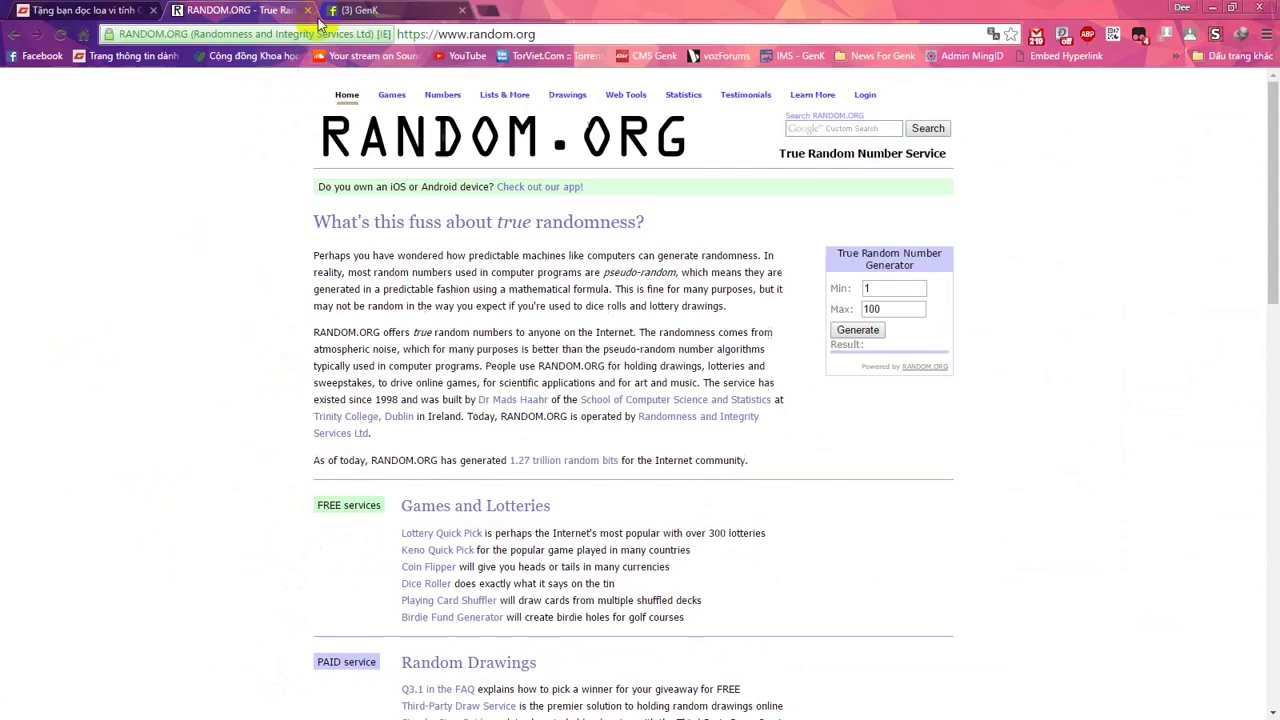 Tặng bạn đọc loa vi tính C
RANDOM.ORG - True Ran
(3) GenK
Dee
RANDOM.ORG (Randomness and Integrity Services Ltd) [IE]
https://www.random.org
Facebook
Trang thông tin dành
Cộng đồng Khoa học
Your stream on Soun
YouTube
TorViet.Com :: Torren
CMS Genk
vozForums
IMS - GenK
News For Genk
Admin MingID
Embed Hyperlink
Dấu trang khác
219
4
Home
Games
Numbers
Lists & More
Drawings
Web Tools
Statistics
Testimonials
Learn More
Login
RANDOM.ORG
Search RANDOM.ORG
Google™ Custom Search
Search
True Random Number Service
Do you own an iOS or Android device? Check out our app!
What's this fuss about true randomness?
Perhaps you have wondered how predictable machines like computers can generate randomness. In
reality, most random numbers used in computer programs are pseudo-random, which means they are
generated in a predictable fashion using a mathematical formula. This is fine for many purposes, but it
may not be random in the way you expect if you're used to dice rolls and lottery drawings.
RANDOM.ORG offers true random numbers to anyone on the Internet. The randomness comes from
atmospheric noise, which for many purposes is better than the pseudo-random number algorithms
typically used in computer programs. People use RANDOM.ORG for holding drawings, lotteries and
sweepstakes, to drive online games, for scientific applications and for art and music. The service has
existed since 1998 and was built by Dr Mads Haahr of the School of Computer Science and Statistics at
Trinity College, Dublin in Ireland. Today, RANDOM.ORG is operated by Randomness and Integrity
Services Ltd.
As of today, RANDOM.ORG has generated 1.27 trillion random bits for the Internet community.
True Random Number
Generator
Min: 1
Max: 100
Generate
Result:
Powered by RANDOM.ORG
FREE services
Games and Lotteries
Lottery Quick Pick is perhaps the Internet's most popular with over 300 lotteries
Keno Quick Pick for the popular game played in many countries
Coin Flipper will give you heads or tails in many currencies
Dice Roller does exactly what it says on the tin
Playing Card Shuffler will draw cards from multiple shuffled decks
Birdie Fund Generator will create birdie holes for golf courses
PAID service
Random Drawings
Q3.1 in the FAQ explains how to pick a winner for your giveaway for FREE
Third-Party Draw Service is the premier solution to holding random drawings online